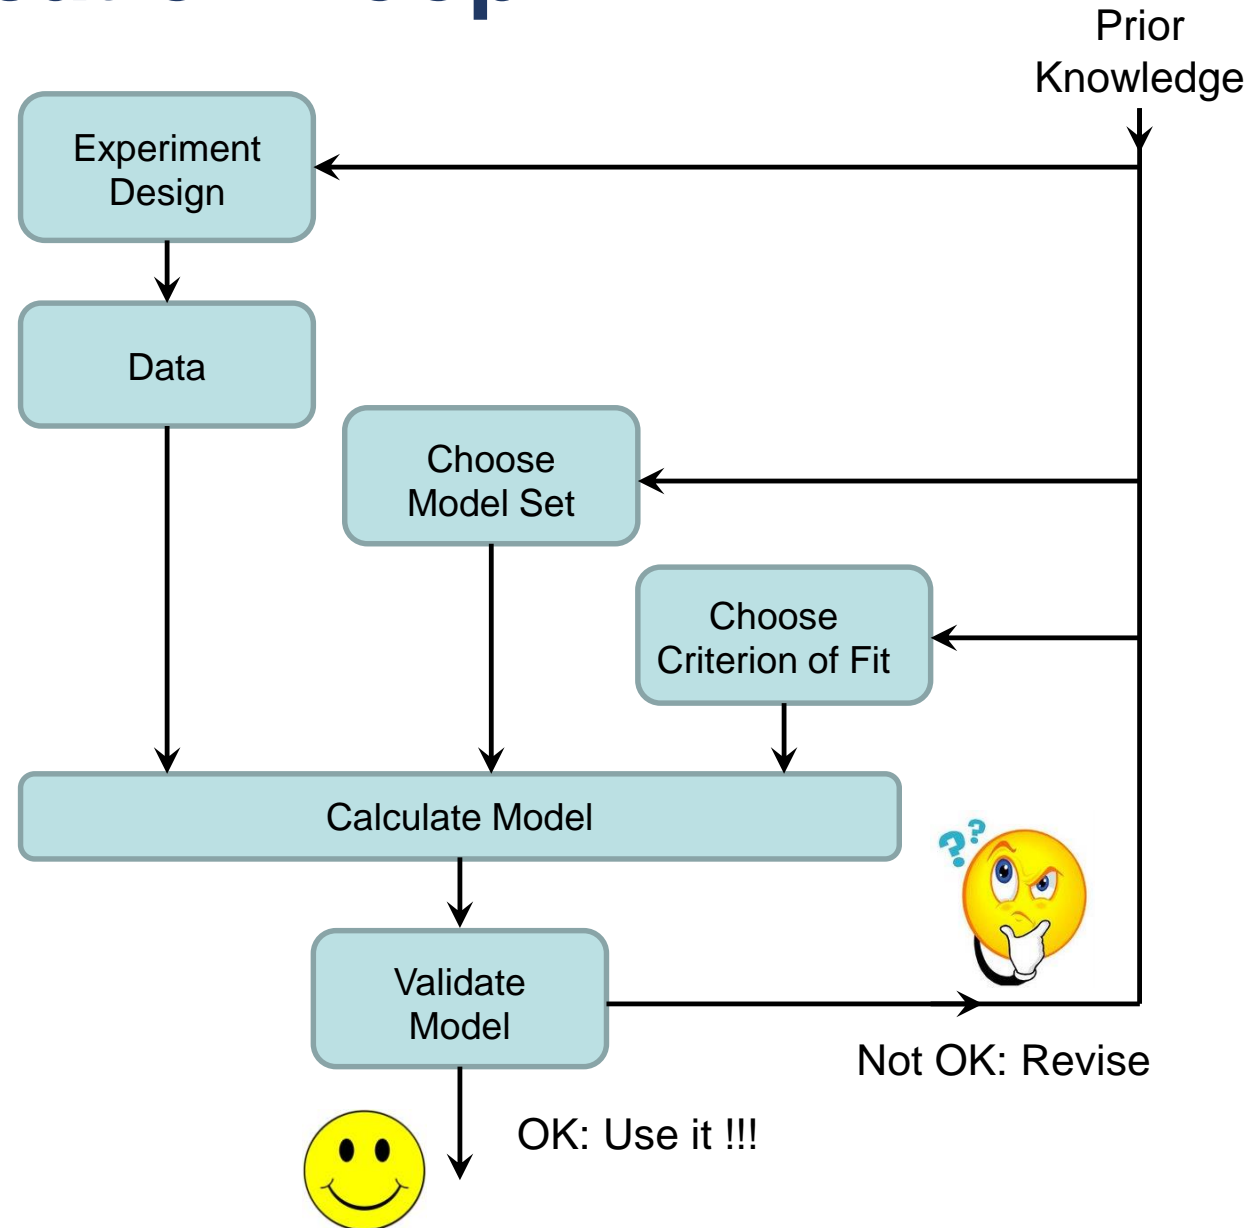 Prior
Knowledge
Experiment
Design
Data
Choose
Model Set
Choose
Criterion of Fit
Calculate Model
??
Validate
Model
Not OK: Revise
OK: Use it !!!